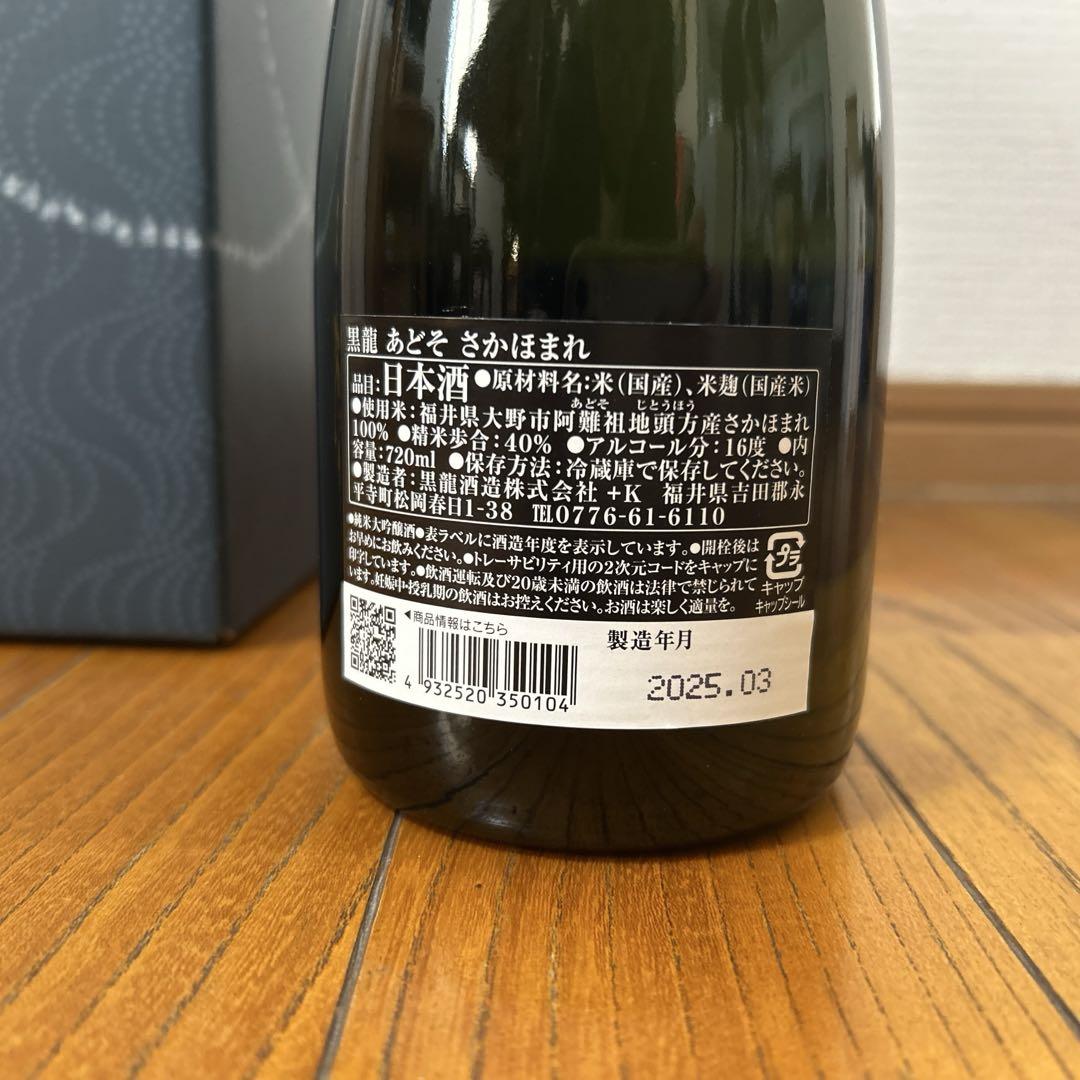 黒龍 あどそ さかほまれ
品目:日本酒 ●原材料名:米(国産)、米麹(国産米)
あどそ じとうほう
●使用米:福井県大野市阿難祖地頭方産さかほまれ
100% ●精米歩合:40% ●アルコール分:16度 ●内
容量:720ml ●保存方法:冷蔵庫で保存してください。
●製造者:黒龍酒造株式会社 +K 福井県吉田郡永
平寺町松岡春日1-38 TEL0776-61-6110
●純米大吟醸酒●表ラベルに酒造年度を表示しています。●開栓後は
お早めにお飲みください。●トレーサビリティ用の2次元コードをキャップに
印字しています。●飲酒運転及び20歳未満の飲酒は法律で禁じられて
います。妊娠中・授乳期の飲酒はお控えください。お酒は楽しく適量を。
プラ
キャップ
キャップシール
◀商品情報はこちら
4 932520 350104
製造年月
2025.03